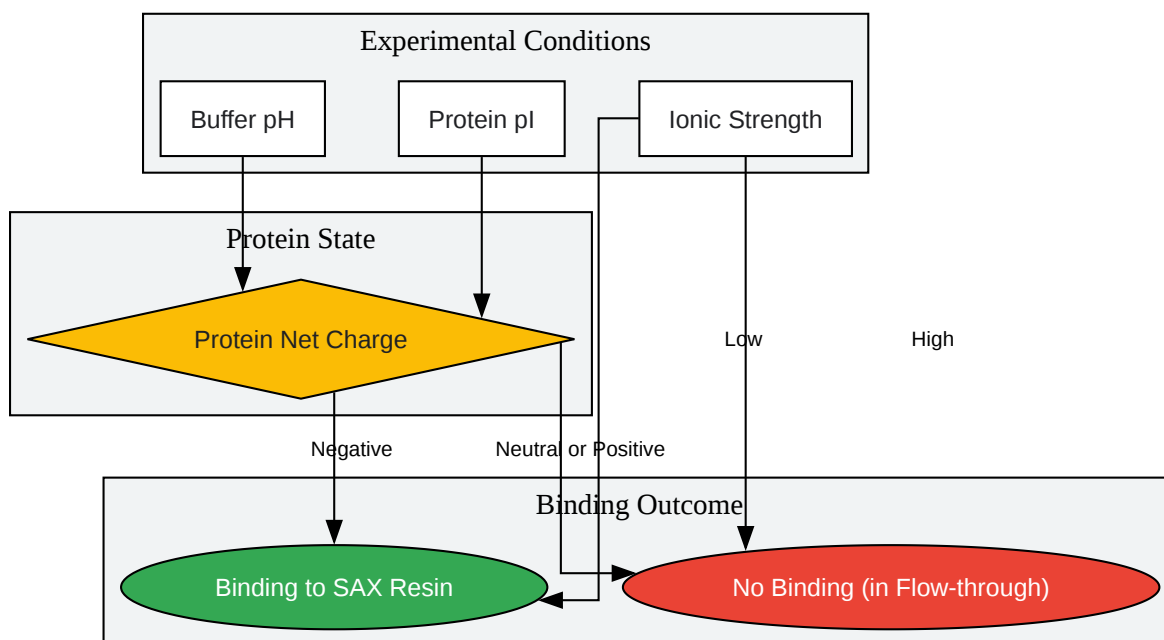 Experimental Conditions
Buffer pH
Protein pI
Ionic Strength
Protein State
Protein Net Charge
Low
High
Negative
Neutral or Positive
Binding Outcome
Binding to SAX Resin
No Binding (in Flow-through)